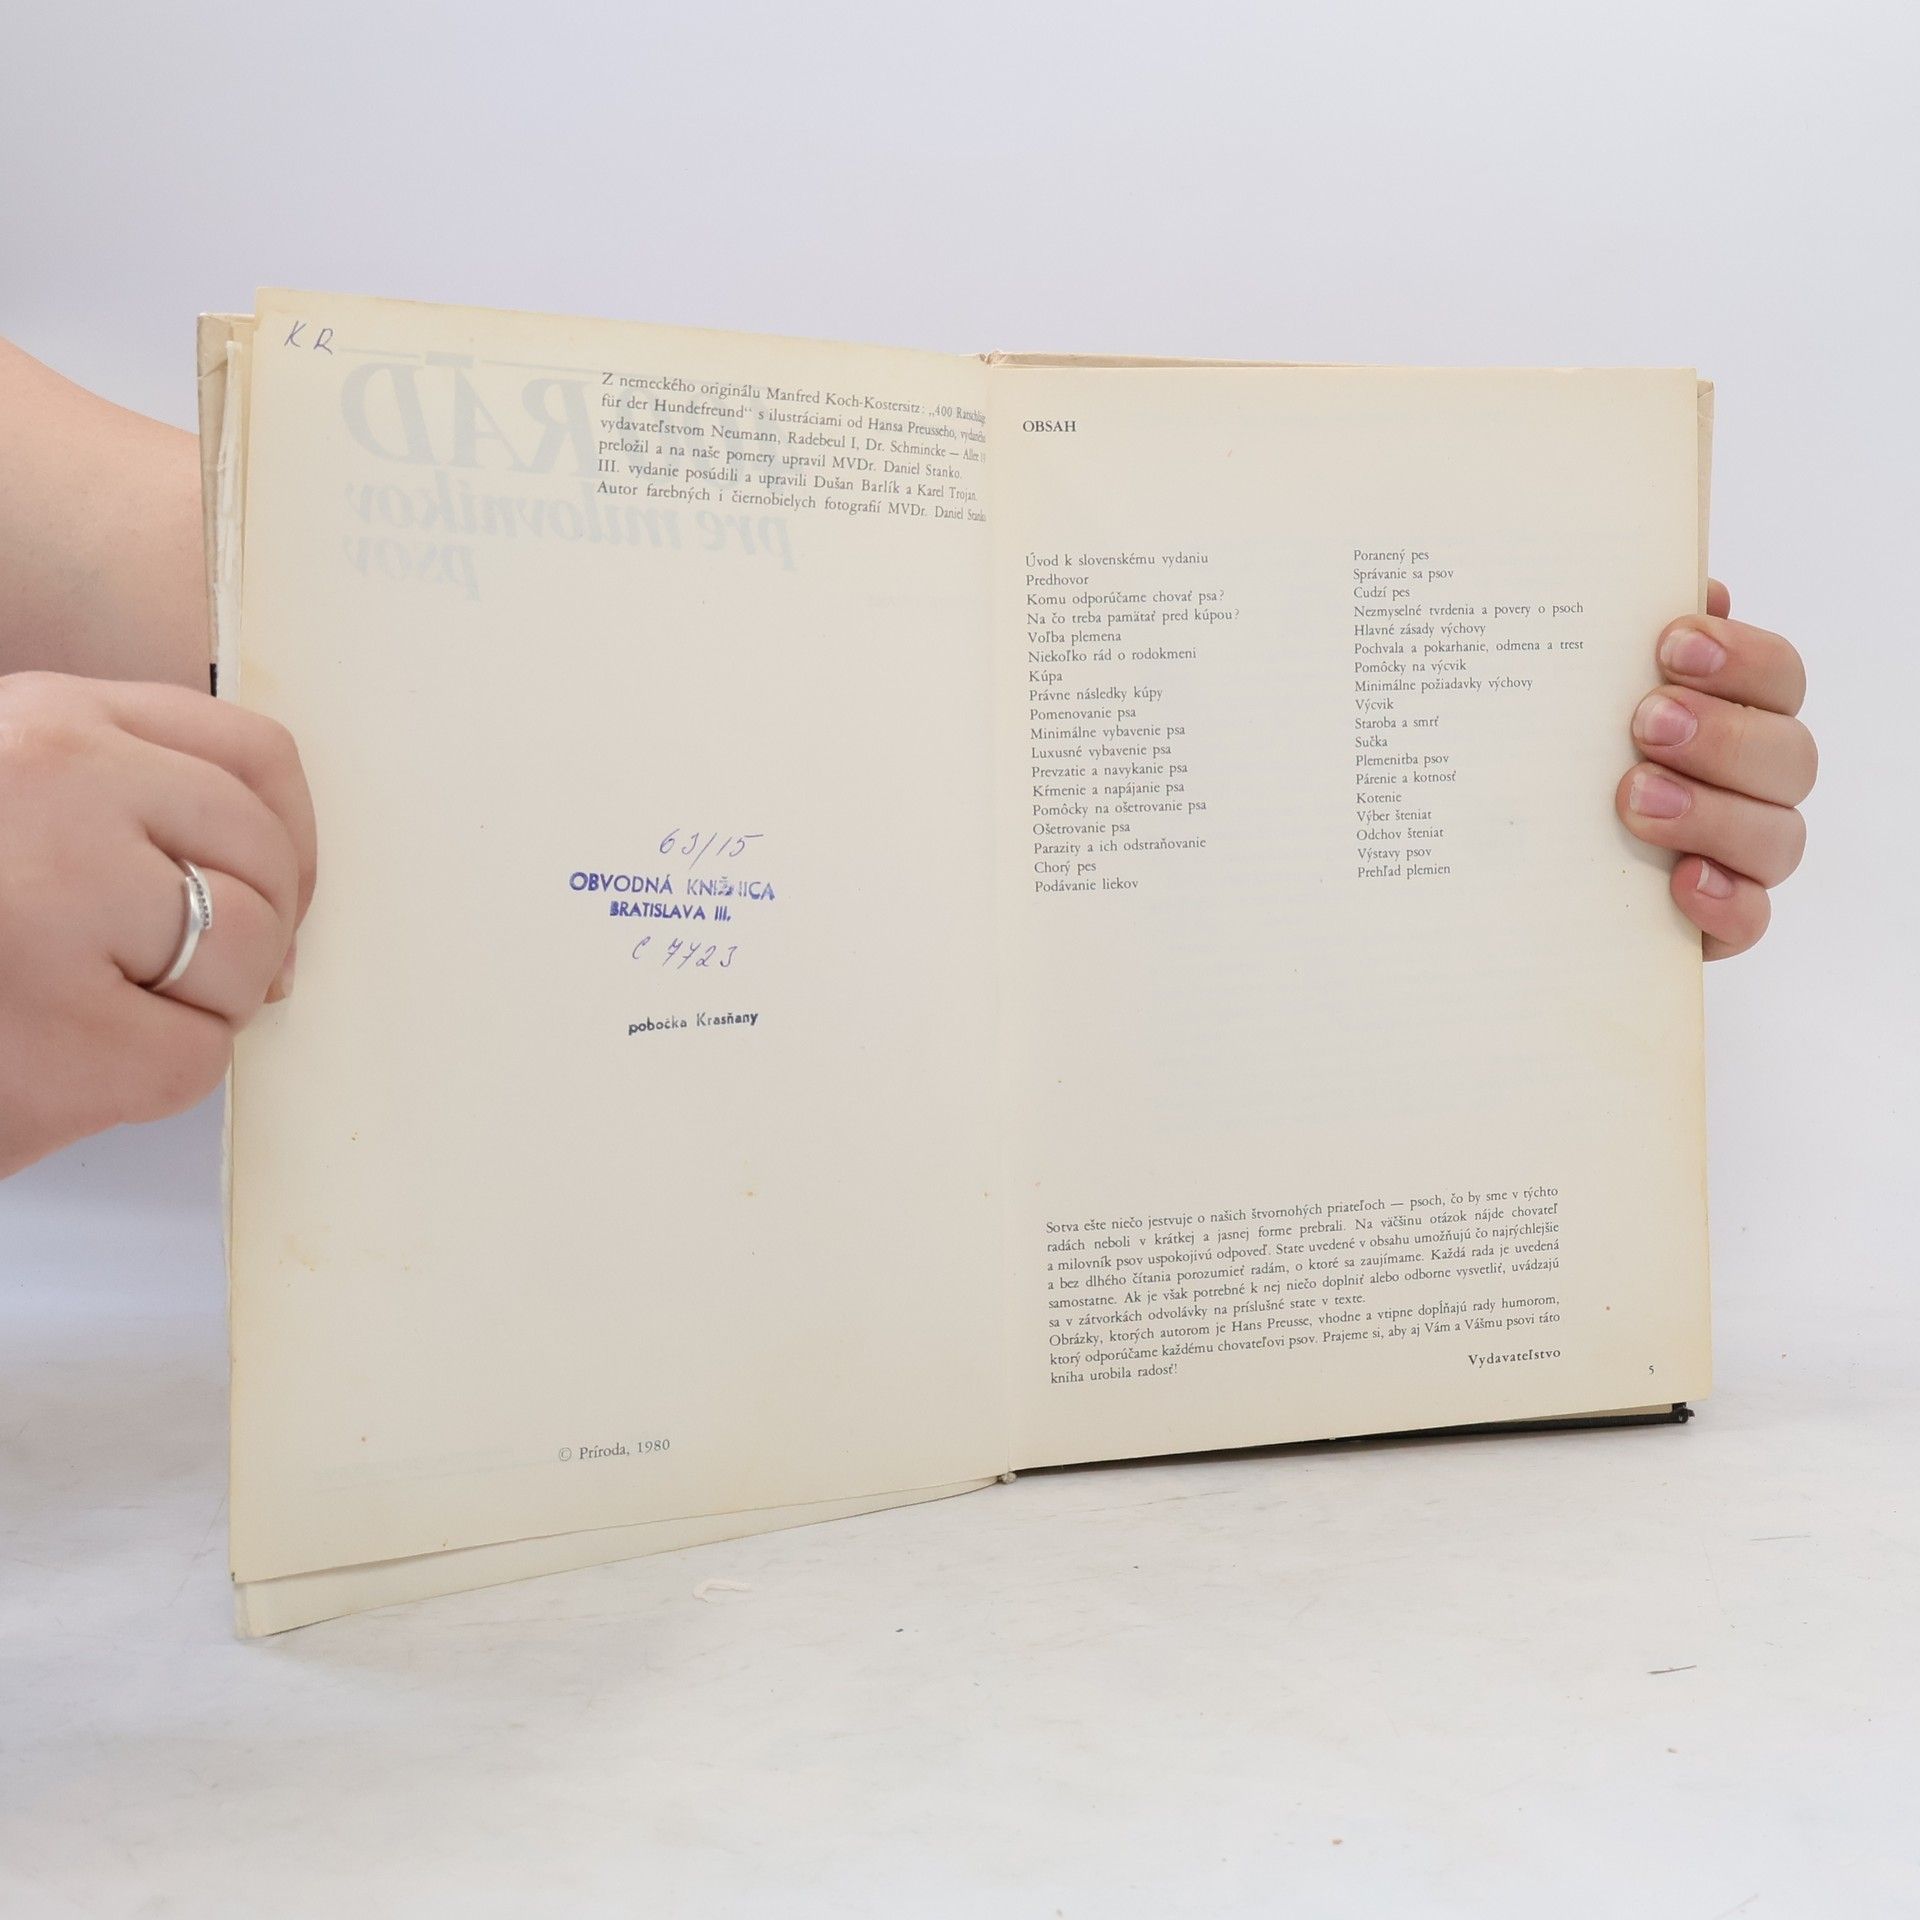 K R
Z nemeckého originálu Manfred Koch-Kostersitz: „400 Ratschläge
für der Hundefreund“ s ilustráciami od Hansa Preusseho, vydaného
vydavateľstvom Neumann, Radebeul I, Dr. Schmincke — Allee
preložil a na naše pomery upravil MVDr. Daniel Stanko.
III. vydanie posúdili a upravili Dušan Barlík a Karel Trojan.
Autor farebných i čiernobielych fotografií MVDr. Daniel Stanko
RÁD
pre milovníkov
psov
63/15
OBVODNÁ KNIŽNICA
BRATISLAVA III.
C 7723
pobočka Krasňany
© Príroda, 1980
OBSAH
Úvod k slovenskému vydaniu
Predhovor
Komu odporúčame chovať psa?
Na čo treba pamätať pred kúpou?
Voľba plemena
Niekoľko rád o rodokmeni
Kúpa
Právne následky kúpy
Pomenovanie psa
Minimálne vybavenie psa
Luxusné vybavenie psa
Prevzatie a navykanie psa
Kŕmenie a napájanie psa
Pomôcky na ošetrovanie psa
Ošetrovanie psa
Parazity a ich odstraňovanie
Chorý pes
Podávanie liekov
Poranený pes
Správanie sa psov
Cudzí pes
Nezmyselné tvrdenia a povery o psoch
Hlavné zásady výchovy
Pochvala a pokarhanie, odmena a trest
Pomôcky na výcvik
Minimálne požiadavky výchovy
Výcvik
Staroba a smrť
Sučka
Plemenitba psov
Párenie a kotnosť
Kotenie
Výber šteniat
Odchov šteniat
Výstavy psov
Prehľad plemien
Sotva ešte niečo jestvuje o našich štvornohých priateľoch — psoch, čo by sme v týchto
radách neboli v krátkej a jasnej forme prebrali. Na väčšinu otázok nájde chovateľ
a milovník psov uspokojivú odpoveď. State uvedené v obsahu umožňujú čo najrýchlejšie
a bez dlhého čítania porozumieť radám, o ktoré sa zaujímame. Každá rada je uvedená
samostatne. Ak je však potrebné k nej niečo doplniť alebo odborne vysvetliť, uvádzajú
sa v zátvorkách odvolávky na príslušné state v texte.
Obrázky, ktorých autorom je Hans Preusse, vhodne a vtipne dopĺňajú rady humorom,
ktorý odporúčame každému chovateľovi psov. Prajeme si, aby aj Vám a Vášmu psovi táto
kniha urobila radosť!
Vydavateľstvo
5